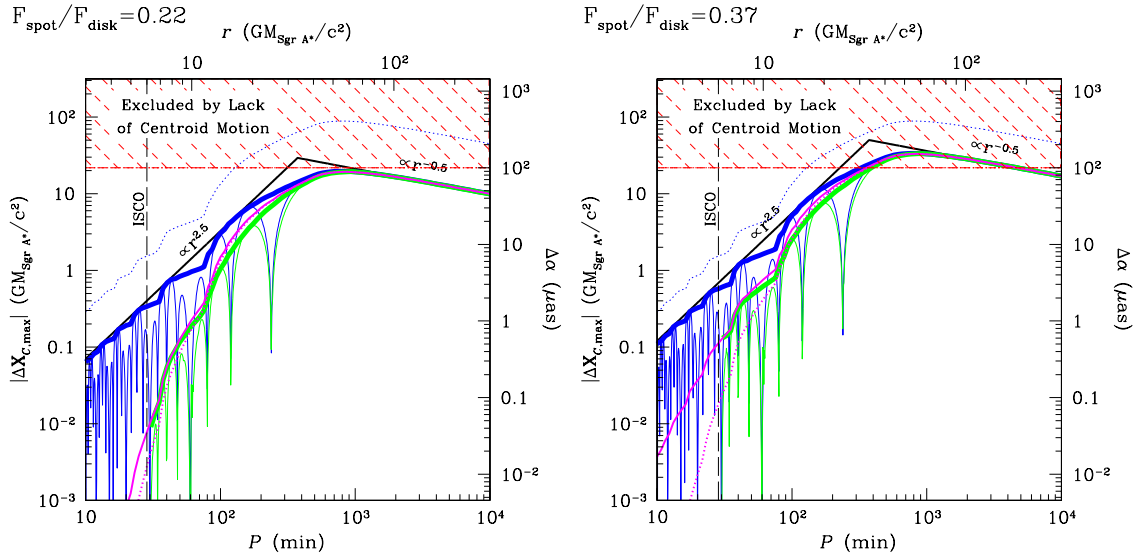 F_spot/F_disk=0.22
r (GM_Sgr A*/c²)
10 10²
Excluded by Lack
of Centroid Motion
∝r^-0.5
∝r^2.5
ISCO
10² 10 1 0.1 10^-2 10^-3
|ΔX_C,max| (GM_Sgr A*/c²)
10³ 10² 10 1 0.1 10^-2
Δα (μas)
10 10² 10³ 10⁴
P (min)
F_spot/F_disk=0.37
r (GM_Sgr A*/c²)
10 10²
Excluded by Lack
of Centroid Motion
∝r^-0.5
∝r^2.5
ISCO
10² 10 1 0.1 10^-2 10^-3
|ΔX_C,max| (GM_Sgr A*/c²)
10³ 10² 10 1 0.1 10^-2
Δα (μas)
10 10² 10³ 10⁴
P (min)